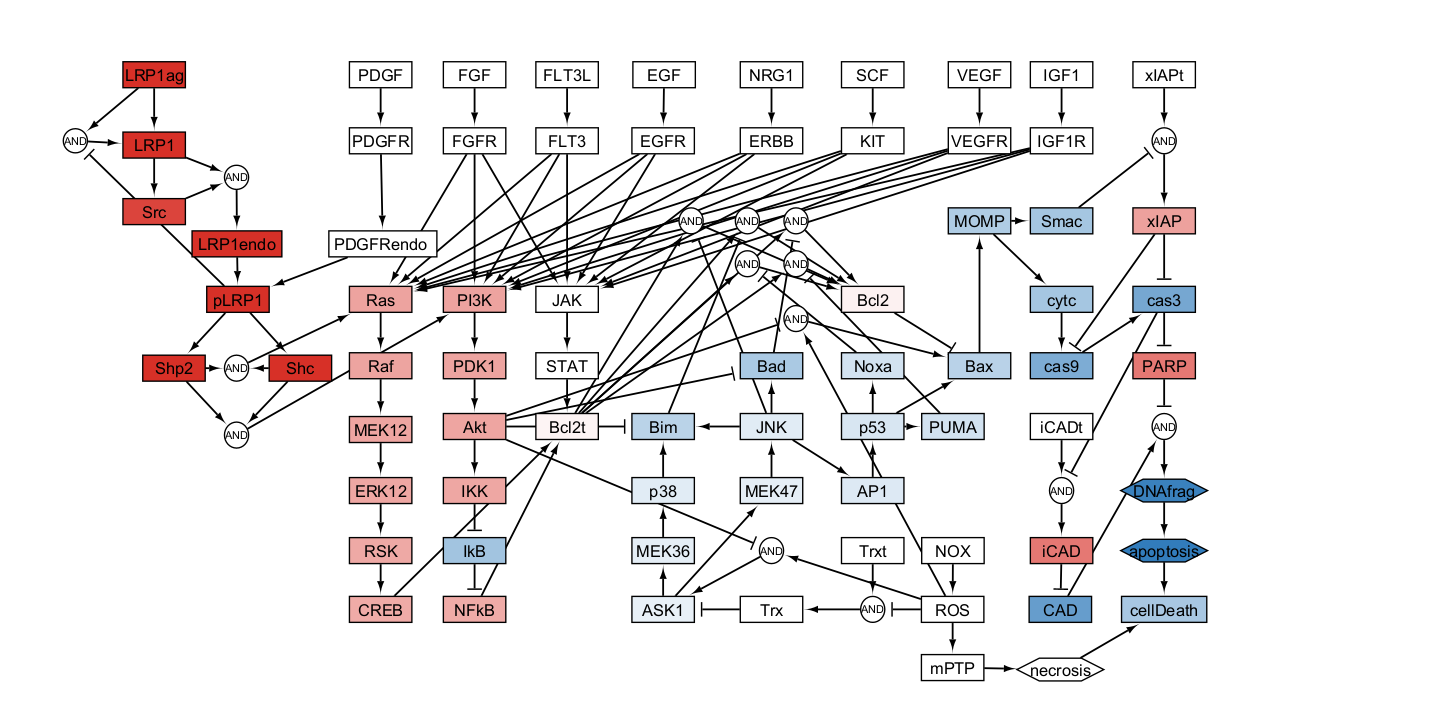 LRP1ag PDGF FGF FLT3L EGF NRG1 SCF VEGF IGF1 xIAPt
AND LRP1 PDGFR FGFR FLT3 EGFR ERBB KIT VEGFR IGF1R AND
AND
Src AND AND AND MOMP Smac xIAP
LRP1endo PDGFRendo
AND AND
pLRP1 Ras PI3K JAK Bcl2 cytc cas3
AND
Shp2 AND Shc Raf PDK1 STAT Bad Noxa Bax cas9 PARP
AND MEK12 Akt Bcl2t Bim JNK p53 PUMA iCADt AND
ERK12 IKK p38 MEK47 AP1 AND DNAfrag
RSK IkB MEK36 AND Trxt NOX iCAD apoptosis
CREB NFkB ASK1 Trx AND ROS CAD cellDeath
mPTP necrosis